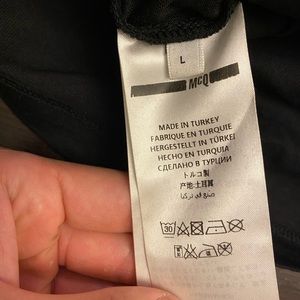 L
McQ
MADE IN TURKEY
FABRIQUE EN TURQUIE
HERGESTELLT IN TÜRKEI
HECHO EN TURQUIA
СДЕЛАНО В ТУРЦИИ
トルコ製
产地:土耳其
صنع في تركيا
30